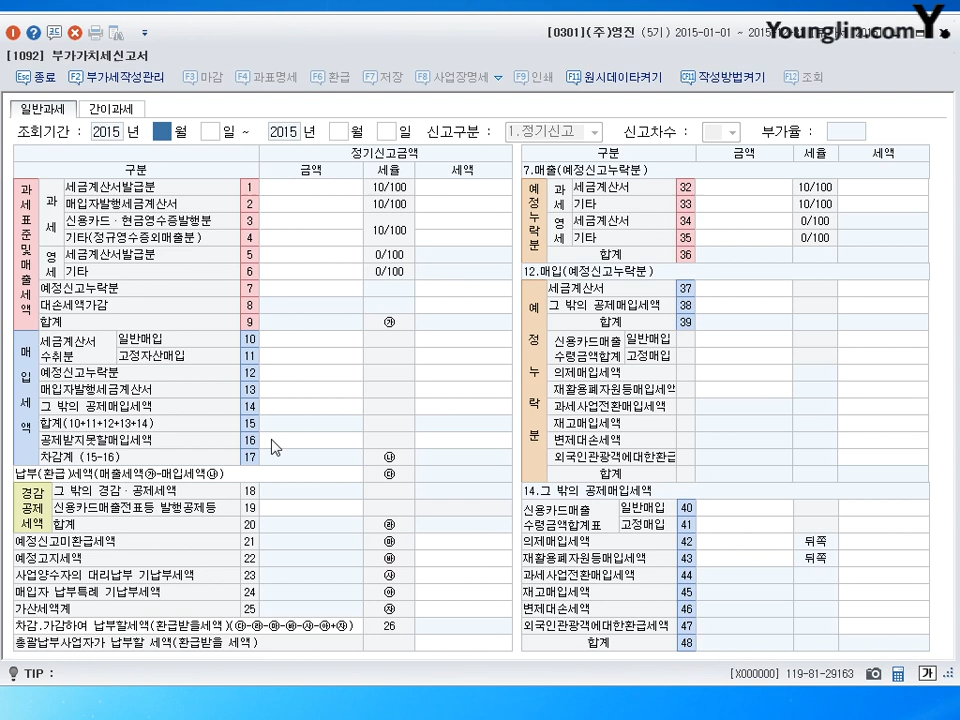 [0301](주)영진 (5기) 2015-01-01 ~ 2015
Younglin.com Y.
[1092] 부가가치세신고서
Esc 종료 F2 부가세작성관리 F3 마감 F4 과표명세 F6 환급 F7 저장 F8 사업장명세 F9 인쇄 F11 원시데이타켜기 CF11 작성방법켜기 F12 조회
일반과세 간이과세
조회기간 : 2015 년 월 일 ~ 2015 년 월 일 신고구분 : 1.정기신고 신고차수 : 부가율 :
정기신고금액
구분 금액 세율 세액
과세표준및매출세액
과세 세금계산서발급분 1 10/100
매입자발행세금계산서 2 10/100
신용카드·현금영수증발행분 3 10/100
기타(정규영수증외매출분) 4
영세 세금계산서발급분 5 0/100
기타 6 0/100
예정신고누락분 7
대손세액가감 8
합계 9 ㉮
매입세액
세금계산서 수취분 일반매입 10
고정자산매입 11
예정신고누락분 12
매입자발행세금계산서 13
그 밖의 공제매입세액 14
합계(10+11+12+13+14) 15
공제받지못할매입세액 16
차감계 (15-16) 17 ㉯
납부(환급)세액(매출세액㉮-매입세액㉯) ㉰
경감공제세액
그 밖의 경감·공제세액 18
신용카드매출전표등 발행공제등 19
합계 20 ㉱
예정신고미환급세액 21 ㉲
예정고지세액 22 ㉳
사업양수자의 대리납부 기납부세액 23 ㉴
매입자 납부특례 기납부세액 24 ㉵
가산세액계 25 ㉶
차감.가감하여 납부할세액(환급받을세액)(㉰-㉱-㉲-㉳-㉴-㉵+㉶) 26
총괄납부사업자가 납부할 세액(환급받을 세액)
구분 금액 세율 세액
7.매출(예정신고누락분)
예정누락분
과세 세금계산서 32 10/100
기타 33 10/100
영세 세금계산서 34 0/100
기타 35 0/100
합계 36
12.매입(예정신고누락분)
예정누락분
세금계산서 37
그 밖의 공제매입세액 38
합계 39
신용카드매출 수령금액합계 일반매입
고정매입
의제매입세액
재활용폐자원등매입세액
과세사업전환매입세액
재고매입세액
변제대손세액
외국인관광객에대한환급
합계
14.그 밖의 공제매입세액
신용카드매출 수령금액합계표 일반매입 40
고정매입 41
의제매입세액 42 뒤쪽
재활용폐자원등매입세액 43 뒤쪽
과세사업전환매입세액 44
재고매입세액 45
변제대손세액 46
외국인관광객에대한환급세액 47
합계 48
TIP :
[X000000] 119-81-29163 가